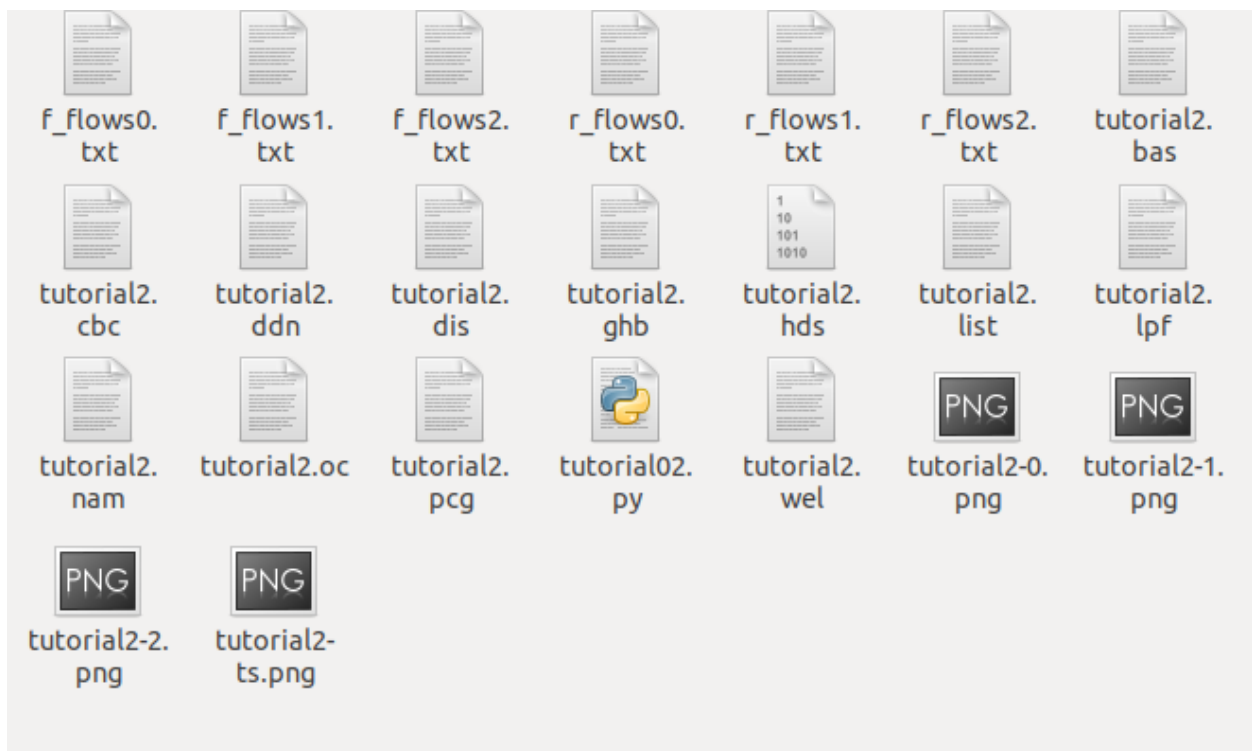 f_flows0. f_flows1. f_flows2. r_flows0. r_flows1. r_flows2. tutorial2.
txt txt txt txt txt txt bas
1
10
101
1010
tutorial2. tutorial2. tutorial2. tutorial2. tutorial2. tutorial2. tutorial2.
cbc ddn dis ghb hds list lpf
PNG PNG
tutorial2. tutorial2.oc tutorial2. tutorial02. tutorial2. tutorial2-0. tutorial2-1.
nam pcg py wel png png
PNG PNG
tutorial2-2. tutorial2-
png ts.png